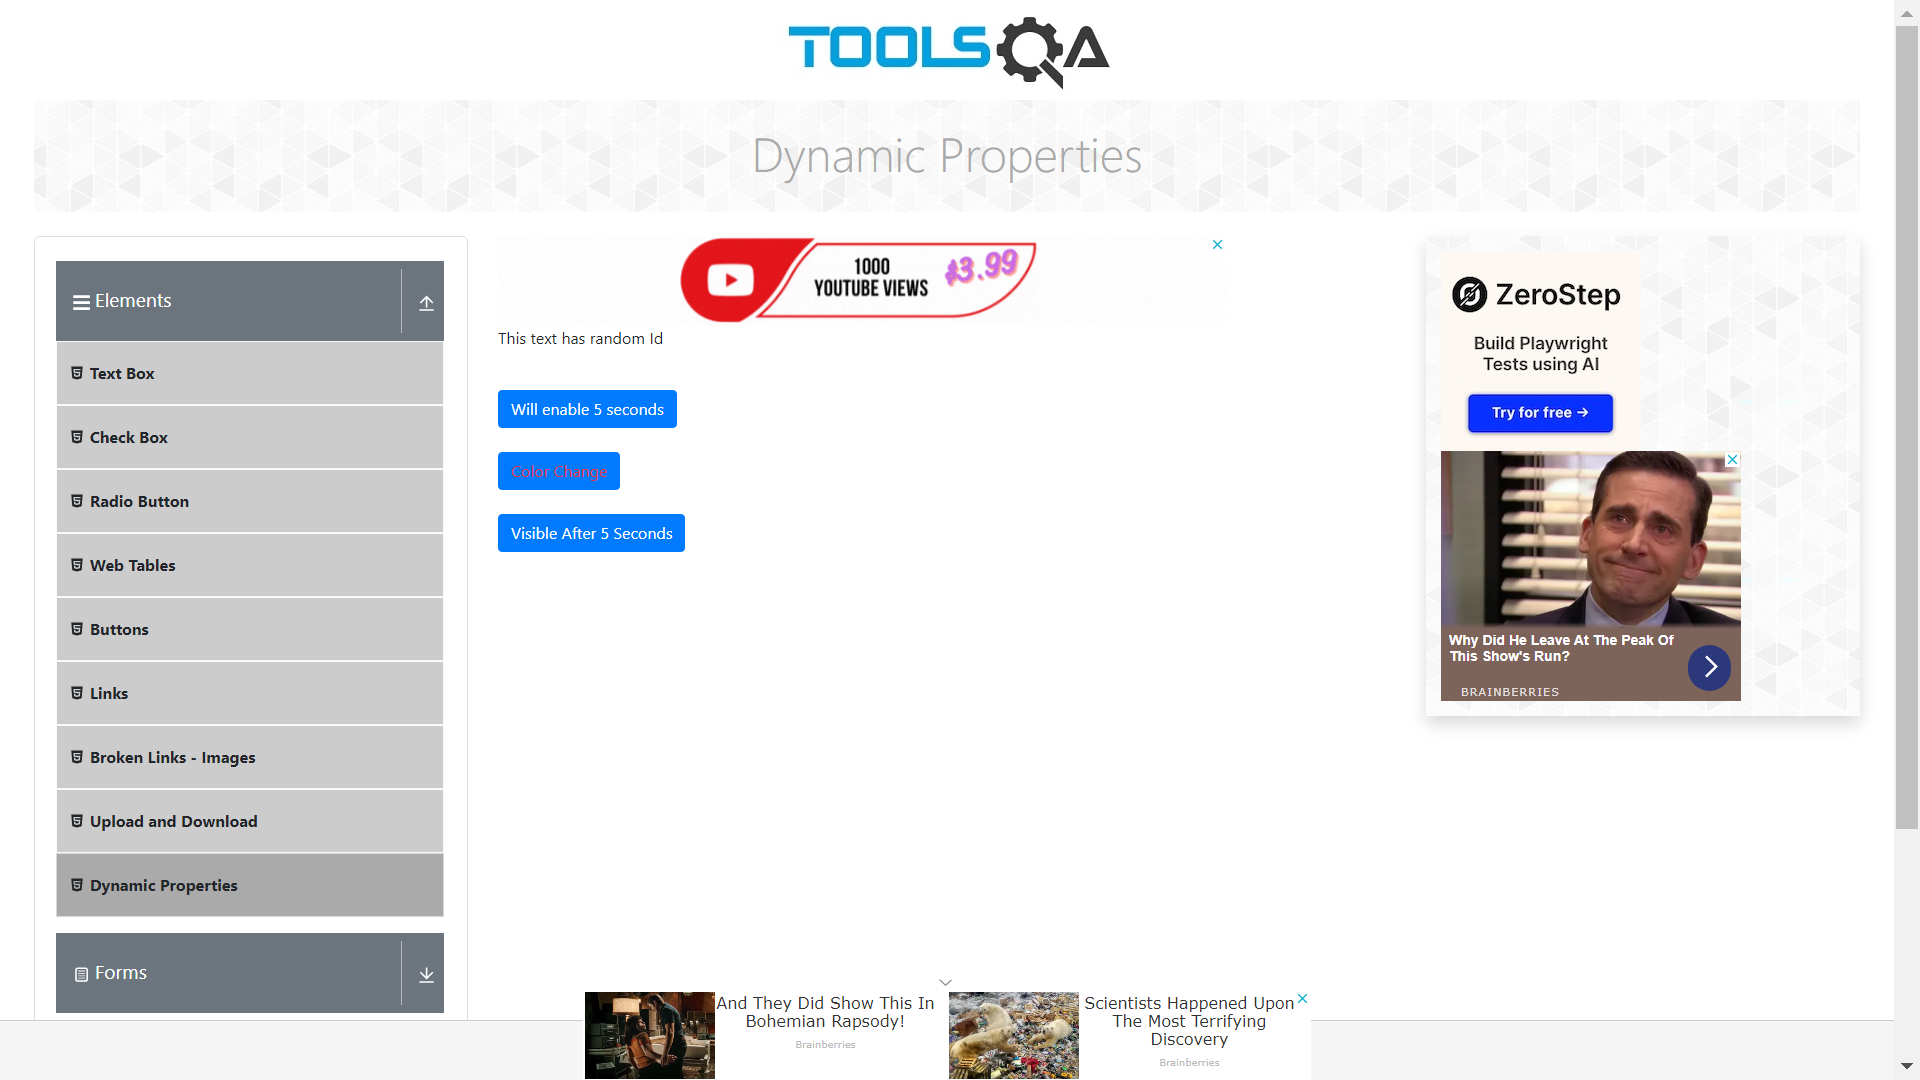 TOOLSQA
Dynamic Properties
Elements
Text Box
Check Box
Radio Button
Web Tables
Buttons
Links
Broken Links - Images
Upload and Download
Dynamic Properties
Forms
1000
YOUTUBE VIEWS
$3.99
This text has random Id
Will enable 5 seconds
Color Change
Visible After 5 Seconds
ZeroStep
Build Playwright
Tests using AI
Try for free →
Why Did He Leave At The Peak Of
This Show's Run?
BRAINBERRIES
And They Did Show This In
Bohemian Rapsody!
Brainberries
Scientists Happened Upon
The Most Terrifying
Discovery
Brainberries